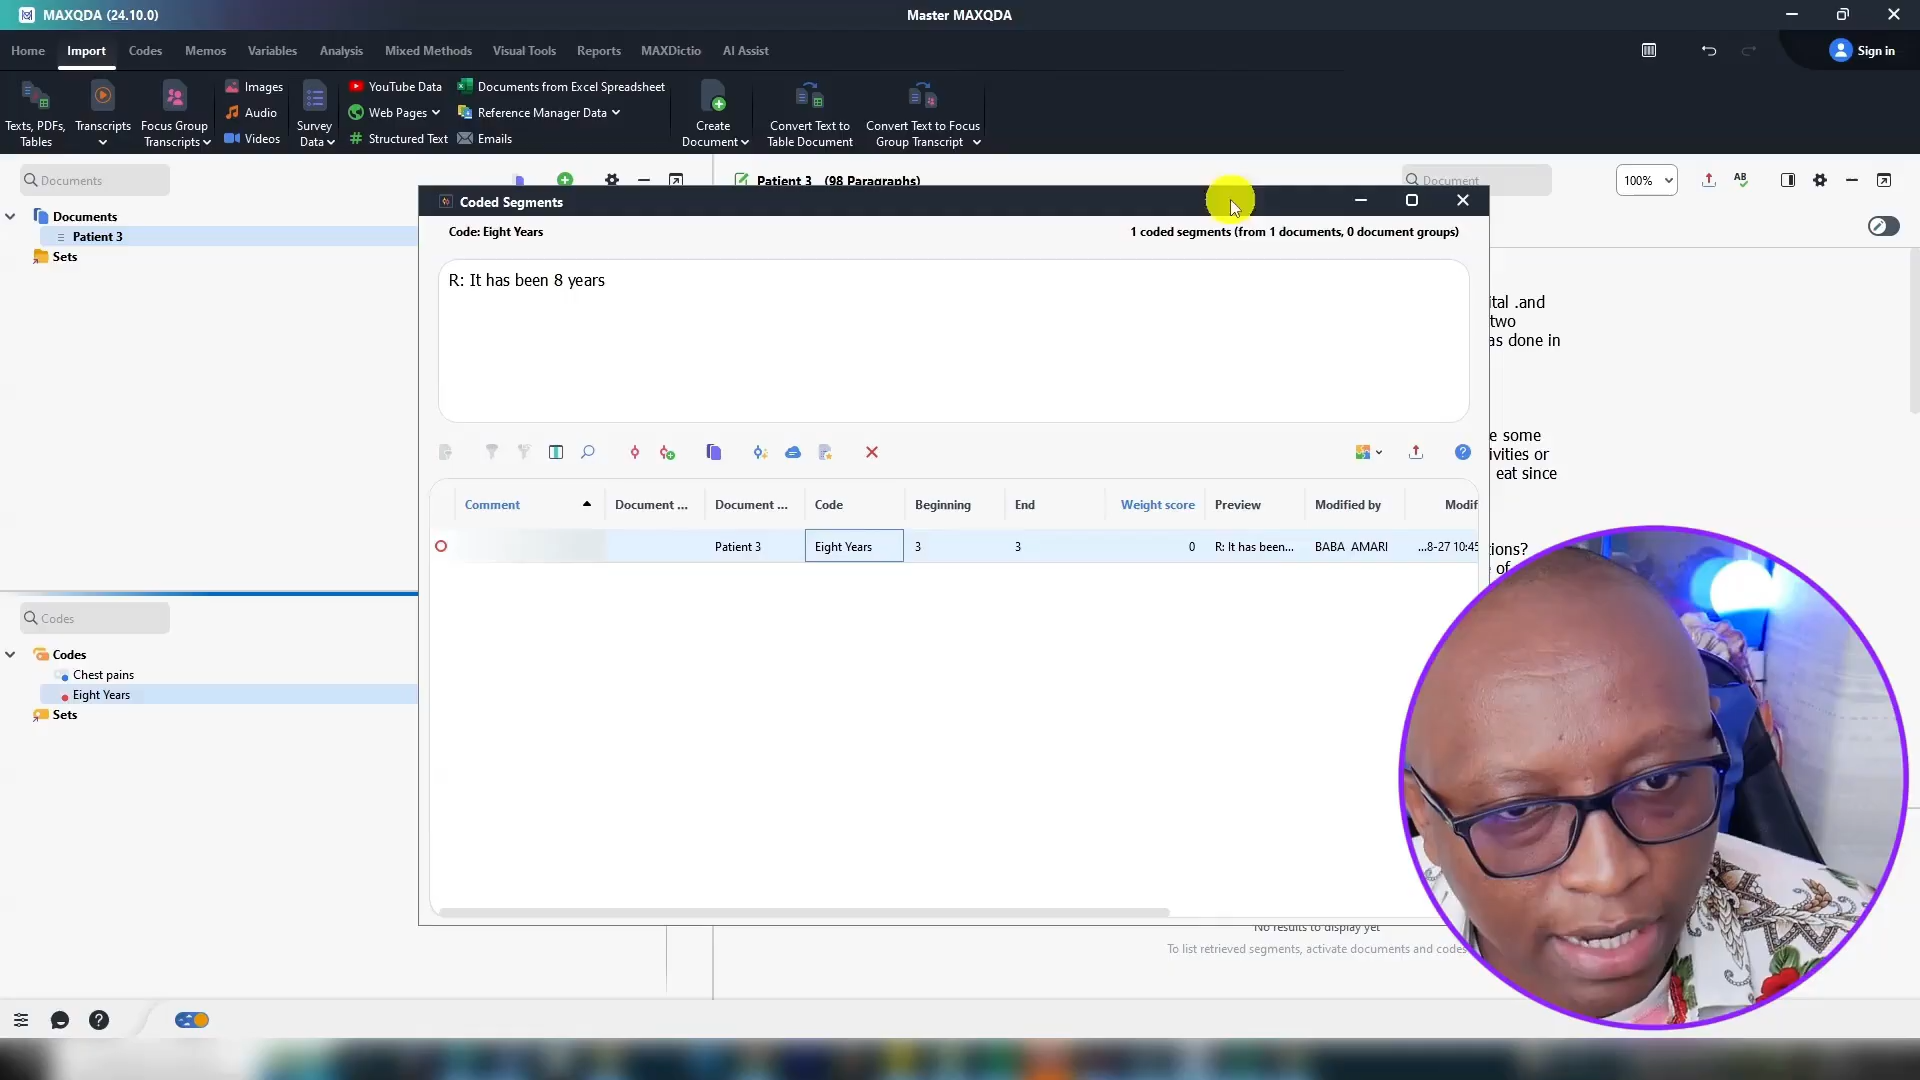 MAXQDA (24.10.0)
Master MAXQDA
Home Import Codes Memos Variables Analysis Mixed Methods Visual Tools Reports MAXDictio AI Assist
Sign in
Texts, PDFs, Tables
Transcripts
Focus Group Transcripts
Images
Audio
Videos
Survey Data
YouTube Data
Web Pages
Structured Text
Documents from Excel Spreadsheet
Reference Manager Data
Emails
Create Document
Convert Text to Table Document
Convert Text to Focus Group Transcript
Documents
Documents
Patient 3
Sets
Patient 3 (98 Paragraphs)
Document
100%
Coded Segments
Code: Eight Years
1 coded segments (from 1 documents, 0 document groups)
R: It has been 8 years
Comment Document ... Document ... Code Beginning End Weight score Preview Modified by Modif
Patient 3 Eight Years 3 3 0 R: It has been... BABA AMARI ...8-27 10:45
ital .and
two
as done in
e some
ivities or
eat since
tions?
of
Codes
Codes
Chest pains
Eight Years
Sets
No results to display yet
To list retrieved segments, activate documents and codes